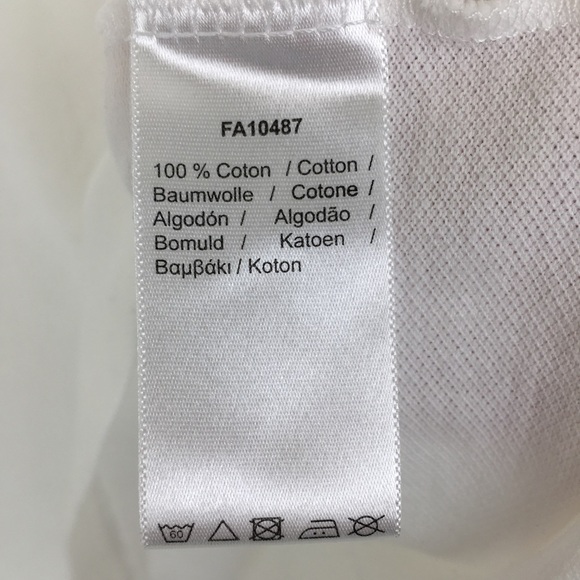 FA10487
100 % Coton / Cotton /
Baumwolle / Cotone /
Algodón / Algodão /
Bomuld / Katoen /
Βαμβάκι / Koton
60